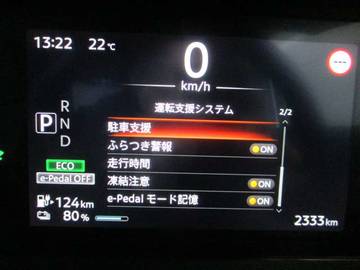 13:22 22℃
0
km/h
---
運転支援システム
2/2
P
R
N
D
駐車支援
ふらつき警報 ON
走行時間
凍結注意 ON
e-Pedal モード記憶 ON
ECO
e-Pedal OFF
124km
80 %
2333 km